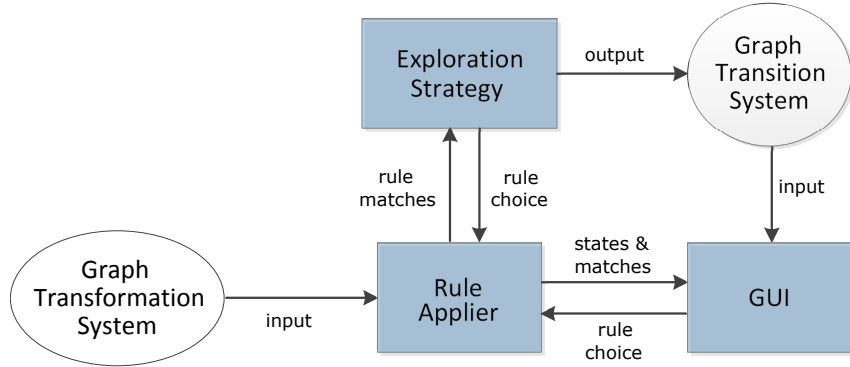 Exploration
Strategy
output
Graph
Transition
System
rule
matches
rule
choice
input
Graph
Transformation
System
input
Rule
Applier
states &
matches
rule
choice
GUI